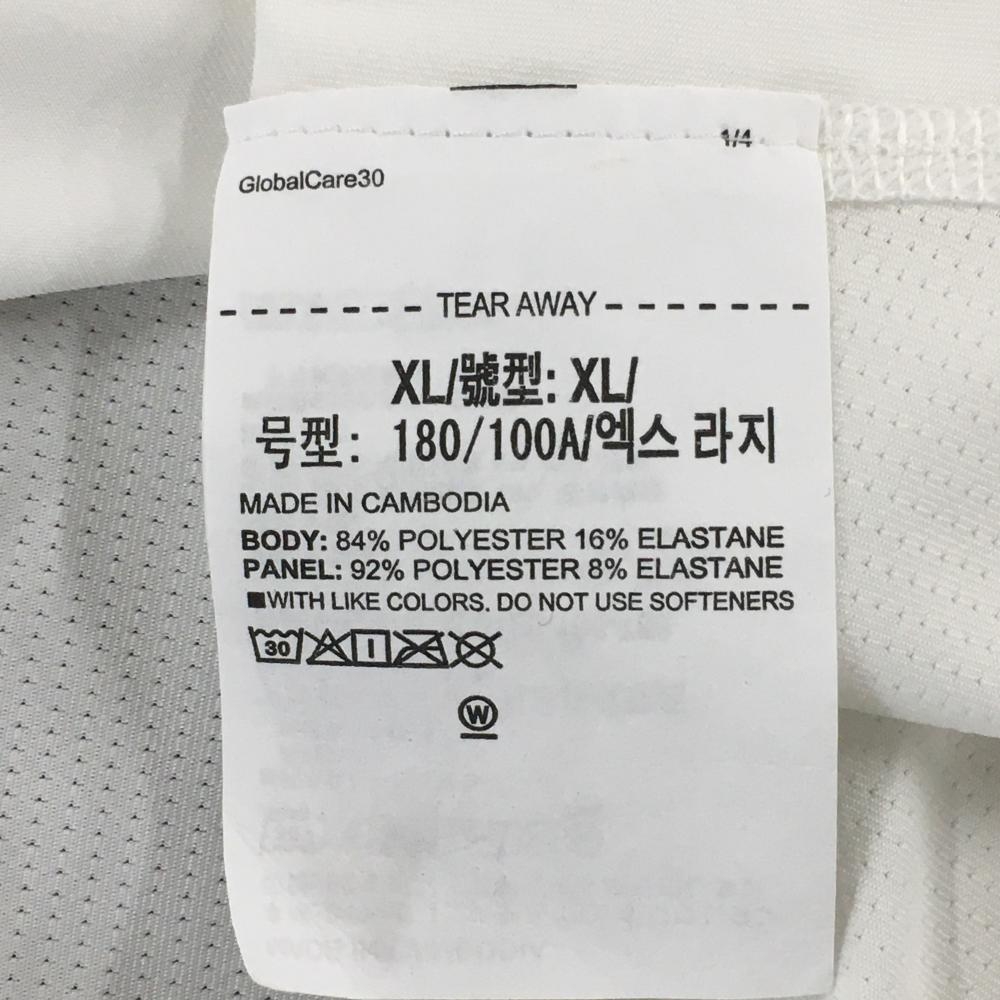 1/4
GlobalCare30
TEAR AWAY
XL/號型: XL/
号型: 180/100A/엑스 라지
MADE IN CAMBODIA
BODY: 84% POLYESTER 16% ELASTANE
PANEL: 92% POLYESTER 8% ELASTANE
■WITH LIKE COLORS. DO NOT USE SOFTENERS
30
W